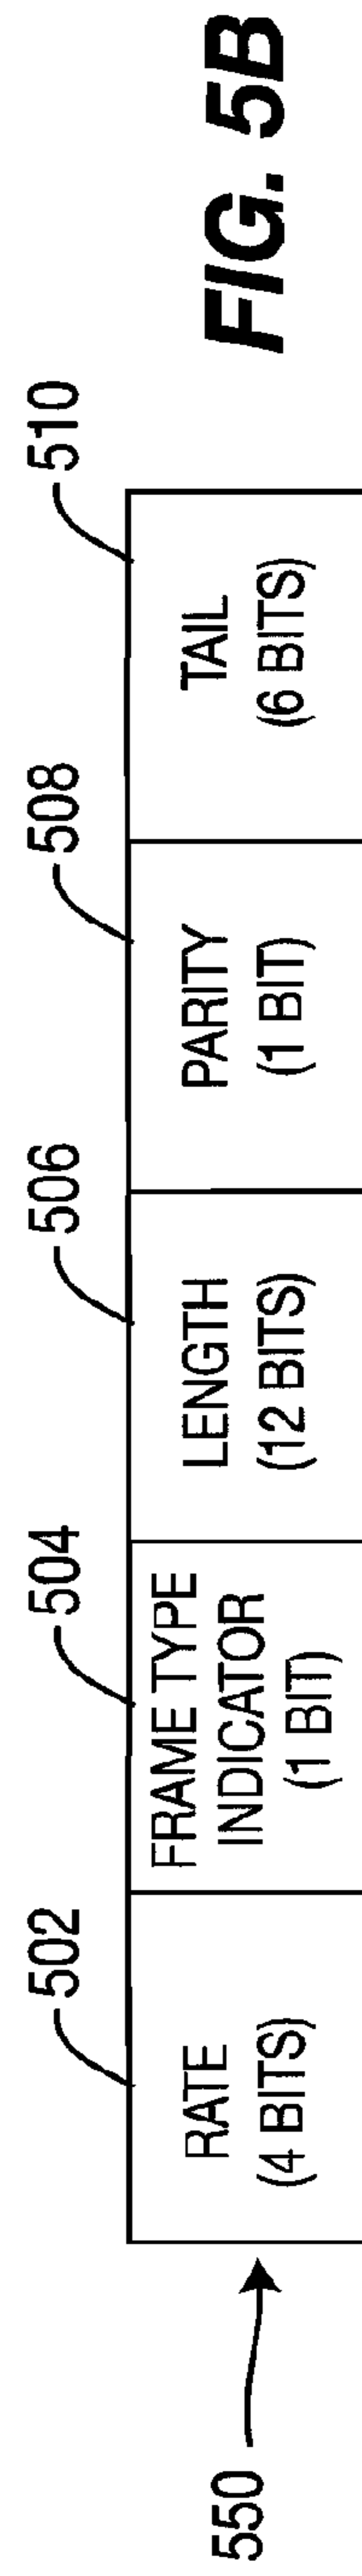 502
504
506
508
510
550
RATE
(4 BITS)
FRAME TYPE
INDICATOR
(1 BIT)
LENGTH
(12 BITS)
PARITY
(1 BIT)
TAIL
(6 BITS)
FIG. 5B